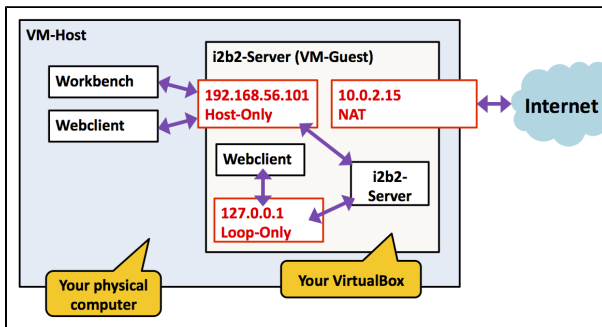 VM-Host
i2b2-Server (VM-Guest)
Workbench
Webclient
192.168.56.101
Host-Only
10.0.2.15
NAT
Internet
Webclient
i2b2-
Server
127.0.0.1
Loop-Only
Your physical
computer
Your VirtualBox